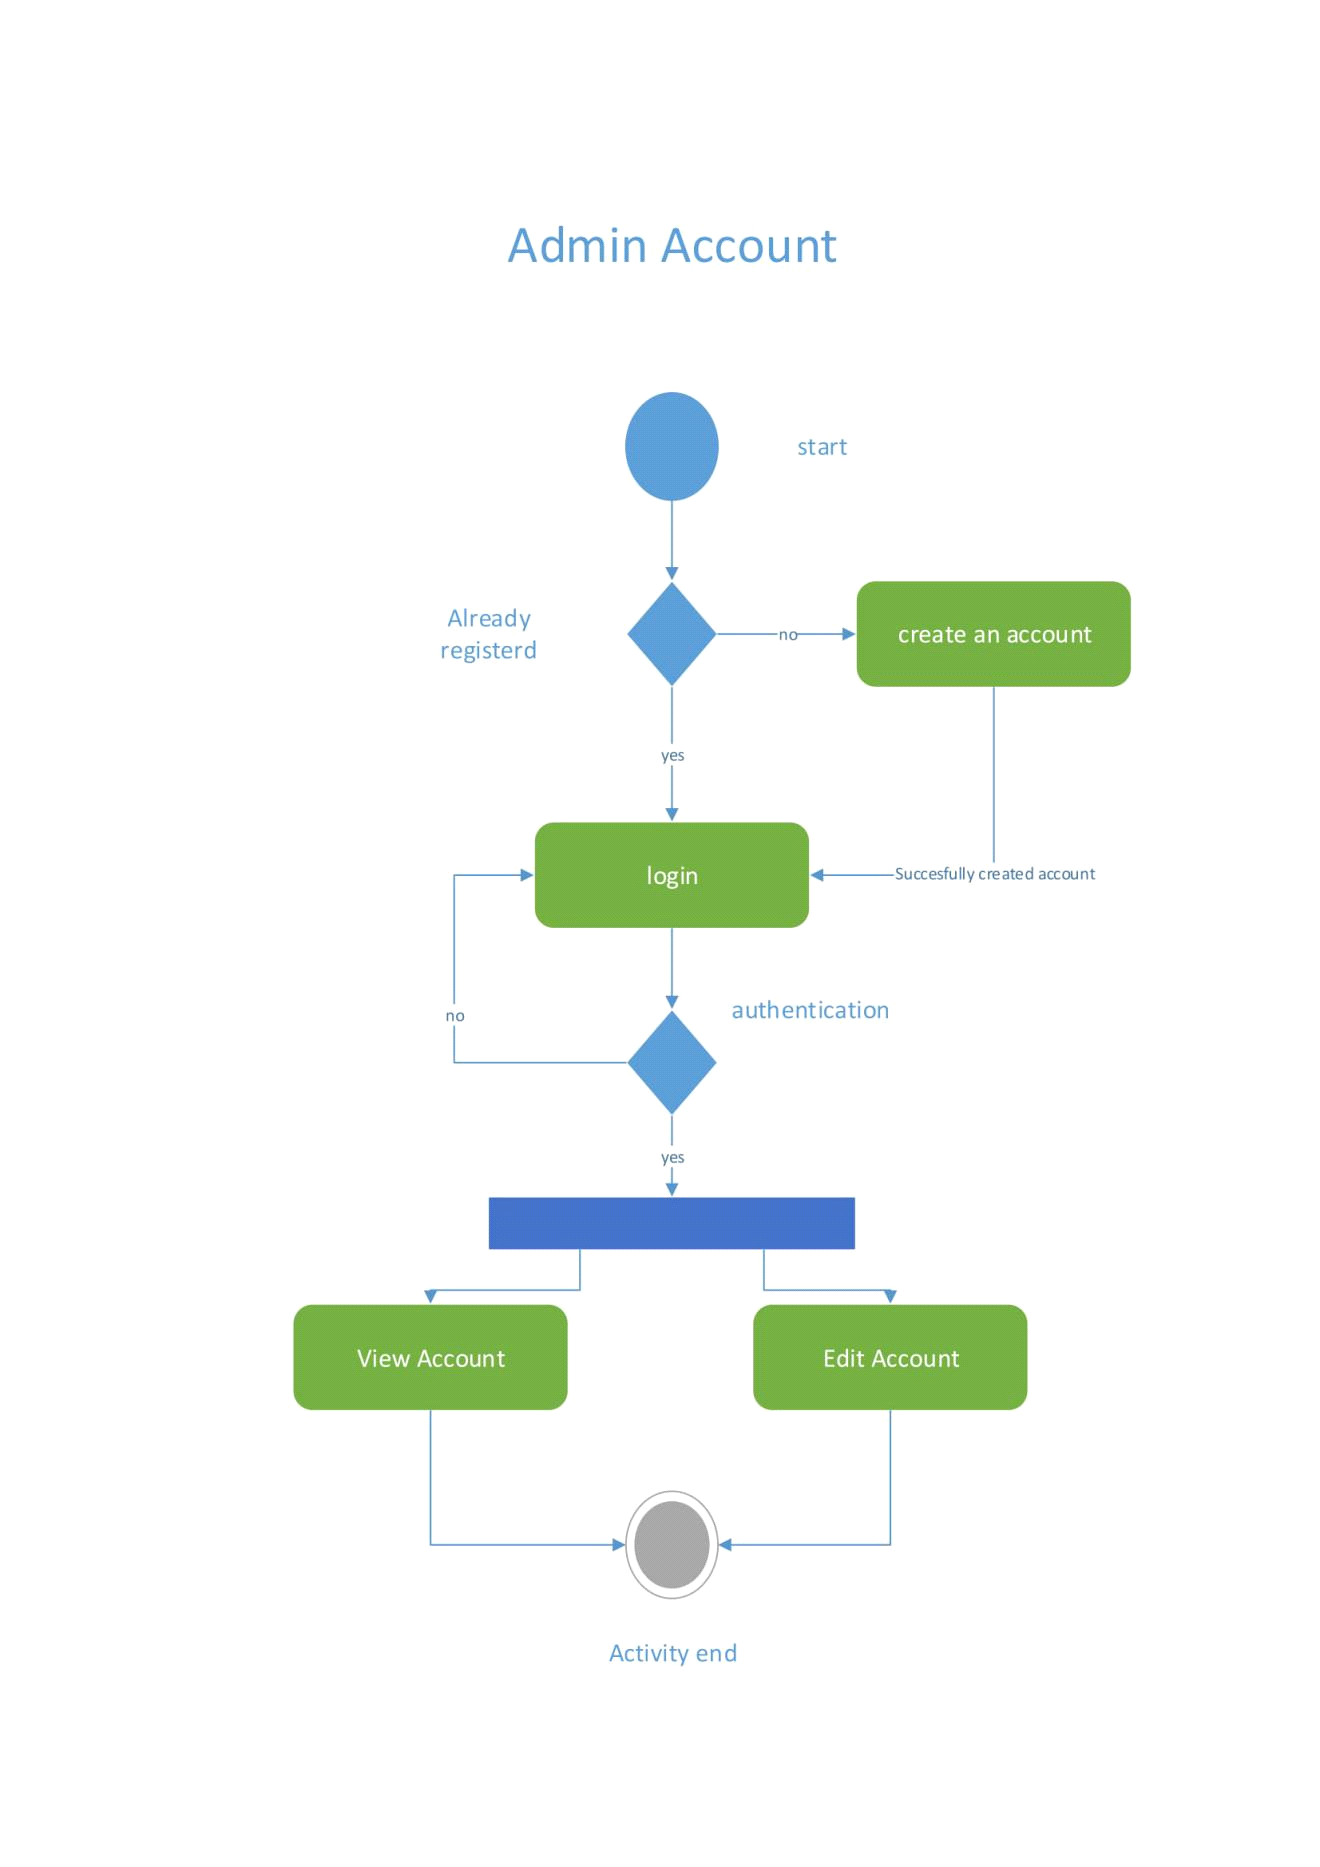 Admin Account
start
Already
registerd
no
create an account
yes
login
Succesfully created account
authentication
no
yes
View Account
Edit Account
Activity end